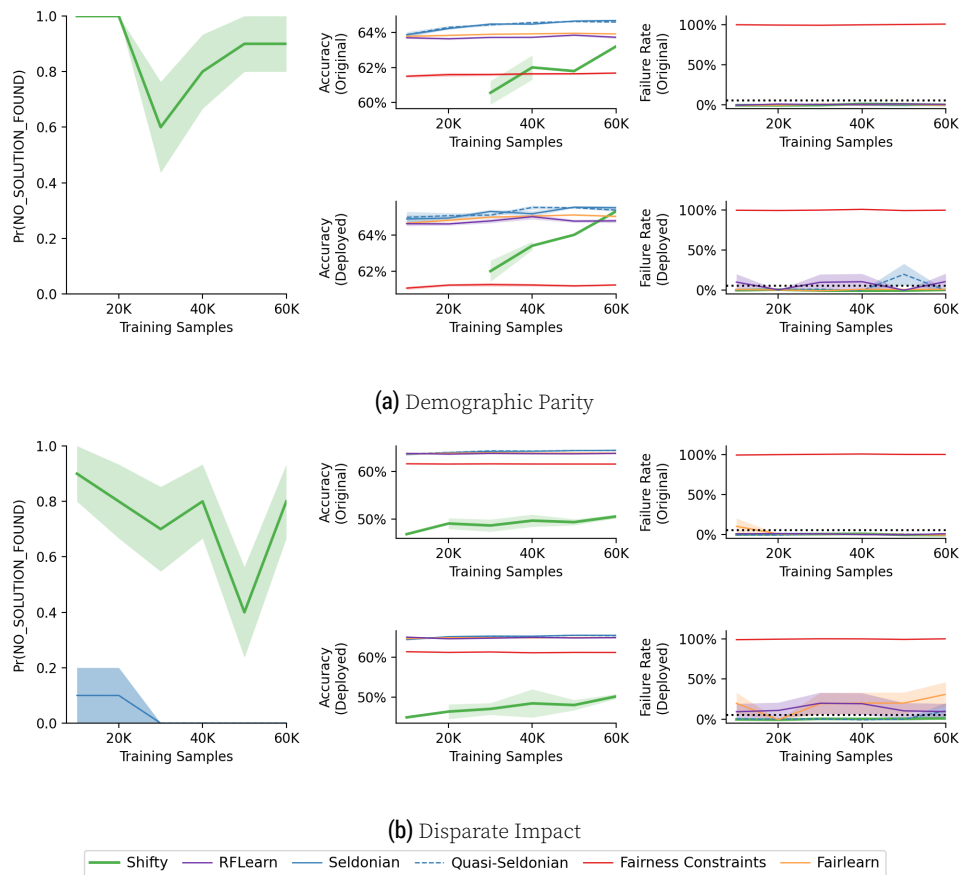 1.0
0.8
0.6
0.4
0.2
0.0
Pr(NO_SOLUTION_FOUND)
20K 40K 60K
Training Samples
64%
62%
60%
Accuracy
(Original)
20K 40K 60K
Training Samples
100%
50%
0%
Failure Rate
(Original)
20K 40K 60K
Training Samples
64%
62%
Accuracy
(Deployed)
20K 40K 60K
Training Samples
100%
50%
0%
Failure Rate
(Deployed)
20K 40K 60K
Training Samples
(a) Demographic Parity
1.0
0.8
0.6
0.4
0.2
0.0
Pr(NO_SOLUTION_FOUND)
20K 40K 60K
Training Samples
60%
50%
Accuracy
(Original)
20K 40K 60K
Training Samples
100%
50%
0%
Failure Rate
(Original)
20K 40K 60K
Training Samples
60%
50%
Accuracy
(Deployed)
20K 40K 60K
Training Samples
100%
50%
0%
Failure Rate
(Deployed)
20K 40K 60K
Training Samples
(b) Disparate Impact
Shifty RFLearn Seldonian Quasi-Seldonian Fairness Constraints Fairlearn